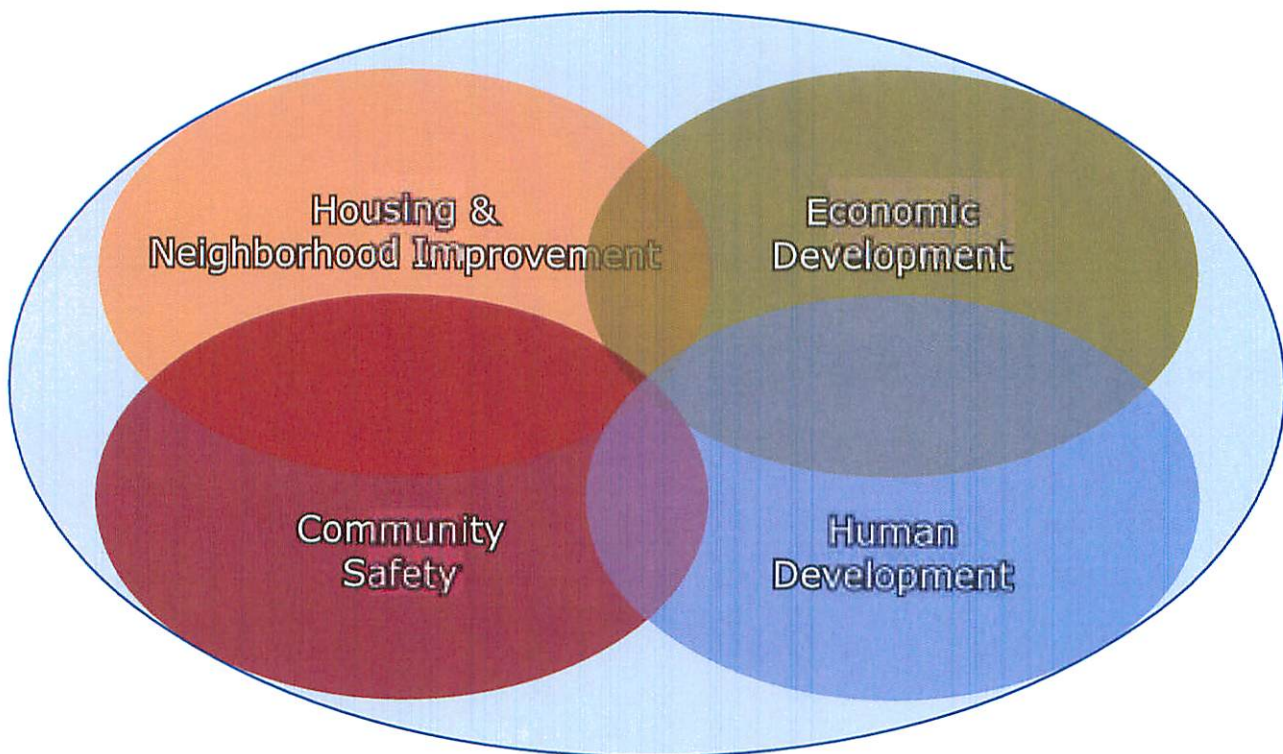 Housing &
Neighborhood Improvement
Economic
Development
Community
Safety
Human
Development